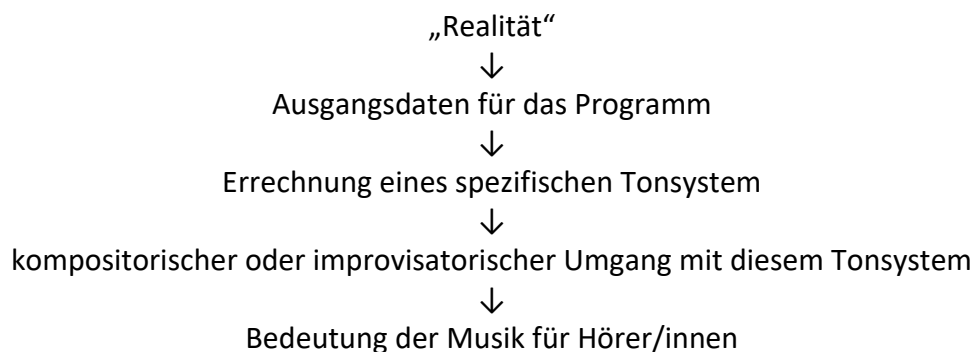 „Realität“
↓
Ausgangsdaten für das Programm
↓
Errechnung eines spezifischen Tonsystem
↓
kompositorischer oder improvisatorischer Umgang mit diesem Tonsystem
↓
Bedeutung der Musik für Hörer/innen